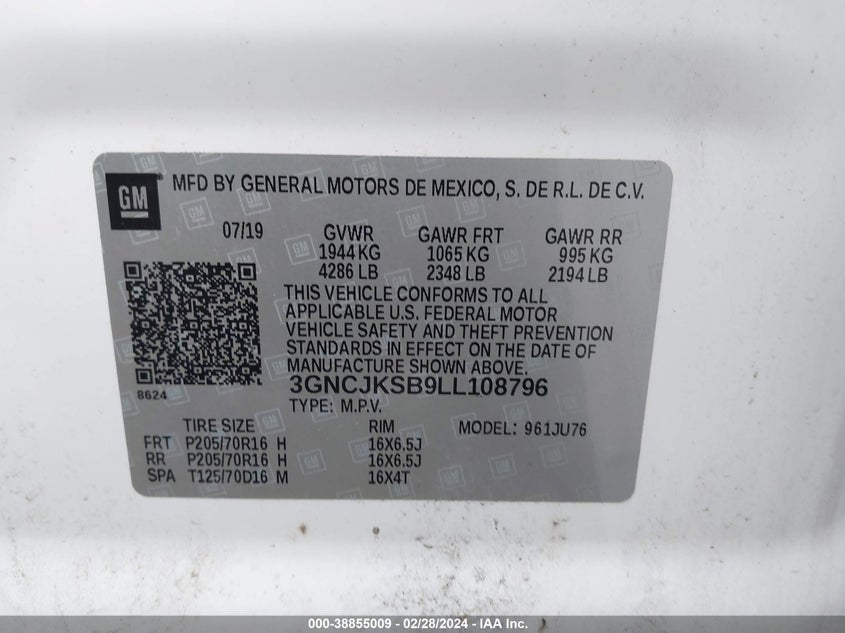 GM
MFD BY GENERAL MOTORS DE MEXICO, S. DE R.L. DE C.V.
07/19 GVWR GAWR FRT GAWR RR
1944 KG 1065 KG 995 KG
4286 LB 2348 LB 2194 LB
THIS VEHICLE CONFORMS TO ALL
APPLICABLE U.S. FEDERAL MOTOR
VEHICLE SAFETY AND THEFT PREVENTION
STANDARDS IN EFFECT ON THE DATE OF
MANUFACTURE SHOWN ABOVE.
8624
3GNCJKSB9LL108796
TYPE: M.P.V.
TIRE SIZE RIM MODEL: 961JU76
FRT P205/70R16 H 16X6.5J
RR P205/70R16 H 16X6.5J
SPA T125/70D16 M 16X4T
000-38855009 - 02/28/2024 - IAA Inc.